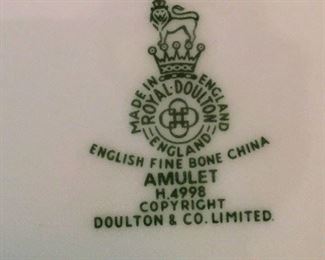 MADE IN ENGLAND
ROYAL·DOULTON
ENGLAND
ENGLISH FINE BONE CHINA
AMULET
H.4998
COPYRIGHT
DOULTON & CO. LIMITED.